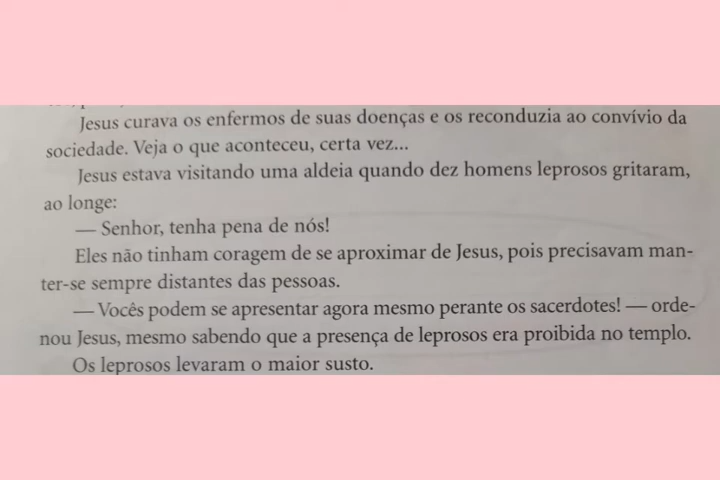 Jesus curava os enfermos de suas doenças e os reconduzia ao convívio da
sociedade. Veja o que aconteceu, certa vez...
Jesus estava visitando uma aldeia quando dez homens leprosos gritaram,
ao longe:
— Senhor, tenha pena de nós!
Eles não tinham coragem de se aproximar de Jesus, pois precisavam man-
ter-se sempre distantes das pessoas.
— Vocês podem se apresentar agora mesmo perante os sacerdotes! — orde-
nou Jesus, mesmo sabendo que a presença de leprosos era proibida no templo.
Os leprosos levaram o maior susto.